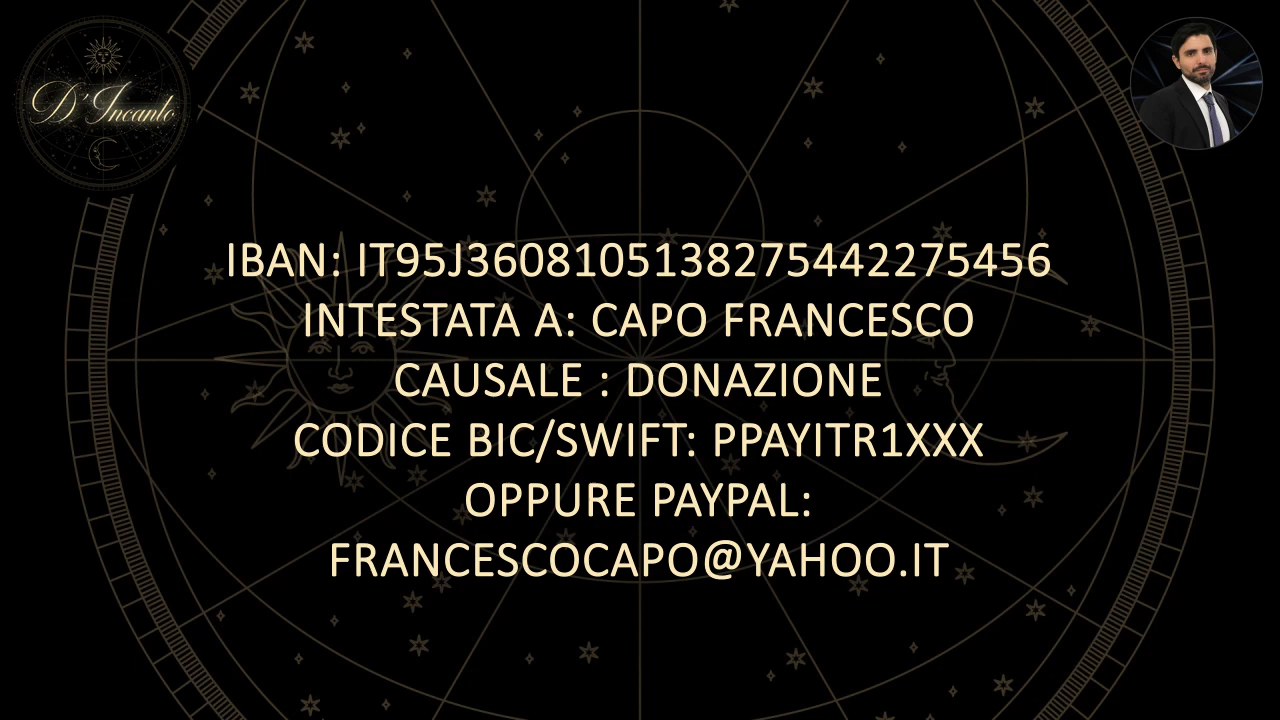 D'Incanto
IBAN: IT95J3608105138275442275456
INTESTATA A: CAPO FRANCESCO
CAUSALE : DONAZIONE
CODICE BIC/SWIFT: PPAYITR1XXX
OPPURE PAYPAL:
FRANCESCOCAPO@YAHOO.IT